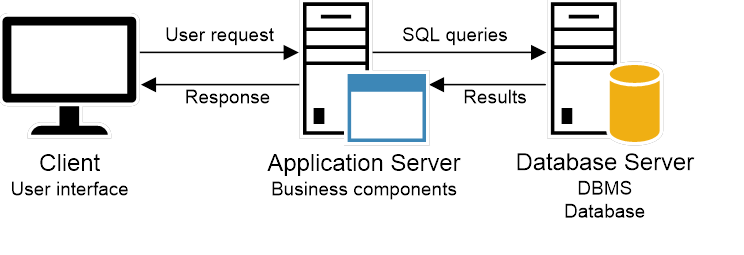 User request
SQL queries
Response
Results
Client
User interface
Application Server
Business components
Database Server
DBMS
Database